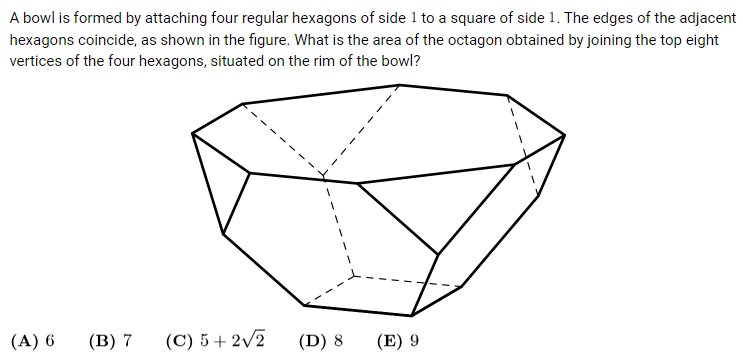 A bowl is formed by attaching four regular hexagons of side 1 to a square of side 1. The edges of the adjacent
hexagons coincide, as shown in the figure. What is the area of the octagon obtained by joining the top eight
vertices of the four hexagons, situated on the rim of the bowl?
(A) 6 (B) 7 (C) 5 + 2√2 (D) 8 (E) 9